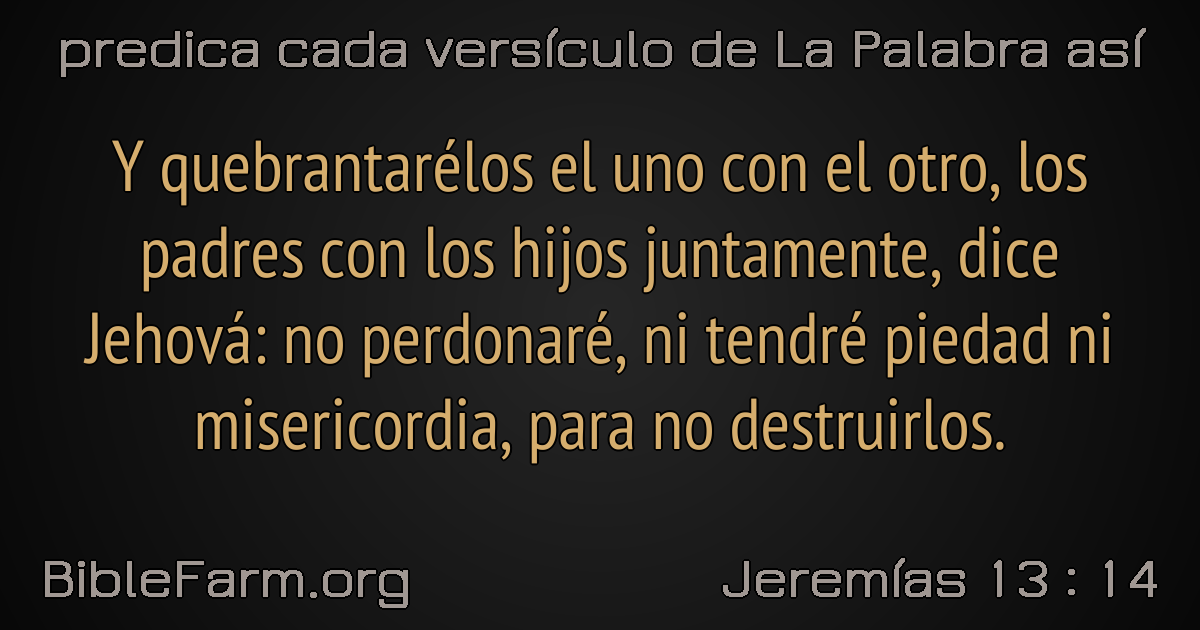 predica cada versículo de La Palabra así
Y quebrantarélos el uno con el otro, los
padres con los hijos juntamente, dice
Jehová: no perdonaré, ni tendré piedad ni
misericordia, para no destruirlos.
BibleFarm.org
Jeremías 13 : 14